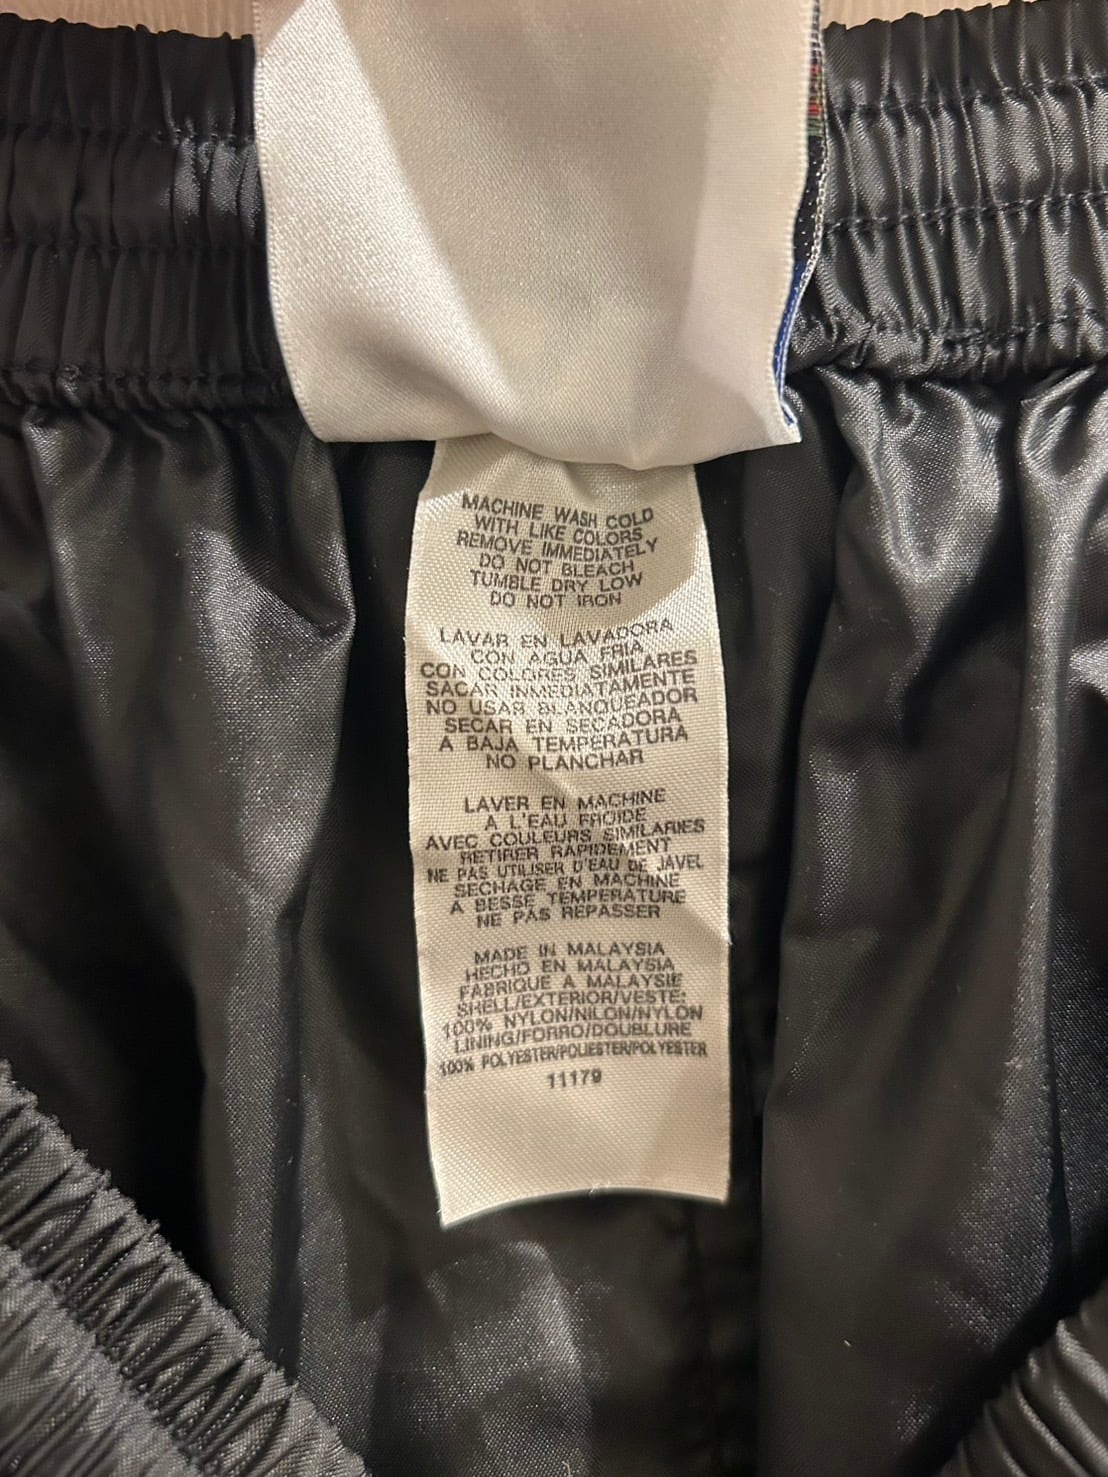 MACHINE WASH COLD
WITH LIKE COLORS
REMOVE IMMEDIATELY
DO NOT BLEACH
TUMBLE DRY LOW
DO NOT IRON
LAVAR EN LAVADORA
CON AGUA FRIA
CON COLORES SIMILARES
SACAR INMEDIATAMENTE
NO USAR BLANQUEADOR
SECAR EN SECADORA
A BAJA TEMPERATURA
NO PLANCHAR
LAVER EN MACHINE
A L'EAU FROIDE
AVEC COULEURS SIMILARIES
RETIRER RAPIDEMENT
NE PAS UTILISER D'EAU DE JAVEL
SECHAGE EN MACHINE
A BESSE TEMPERATURE
NE PAS REPASSER
MADE IN MALAYSIA
HECHO EN MALAYSIA
FABRIQUE A MALAYSIE
SHELL/EXTERIOR/VESTE:
100% NYLON/NILON/NYLON
LINING/FORRO/DOUBLURE
100% POLYESTER/POLIESTER/POLYESTER
11179